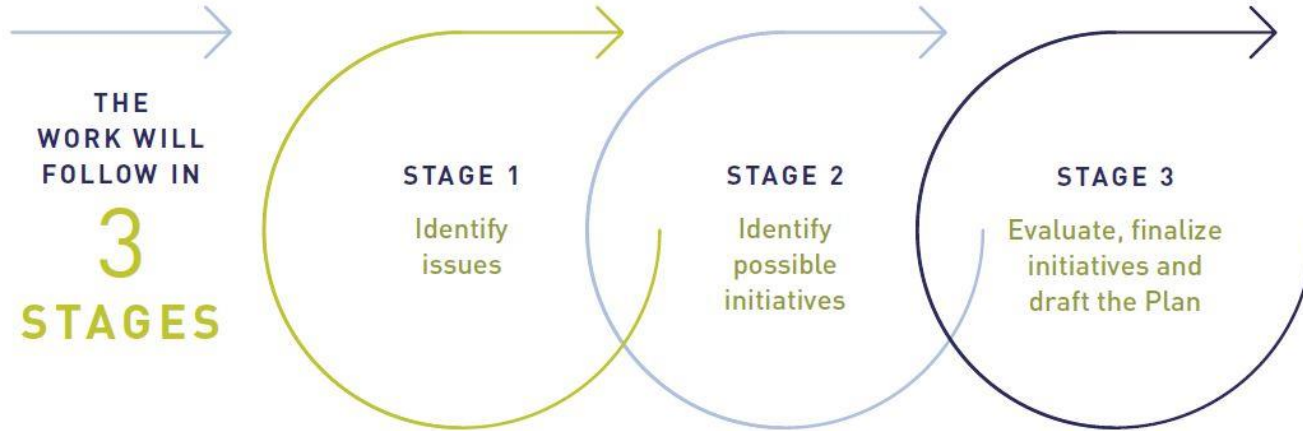 THE
WORK WILL
FOLLOW IN
3
STAGES
STAGE 1
Identify
issues
STAGE 2
Identify
possible
initiatives
STAGE 3
Evaluate, finalize
initiatives and
draft the Plan